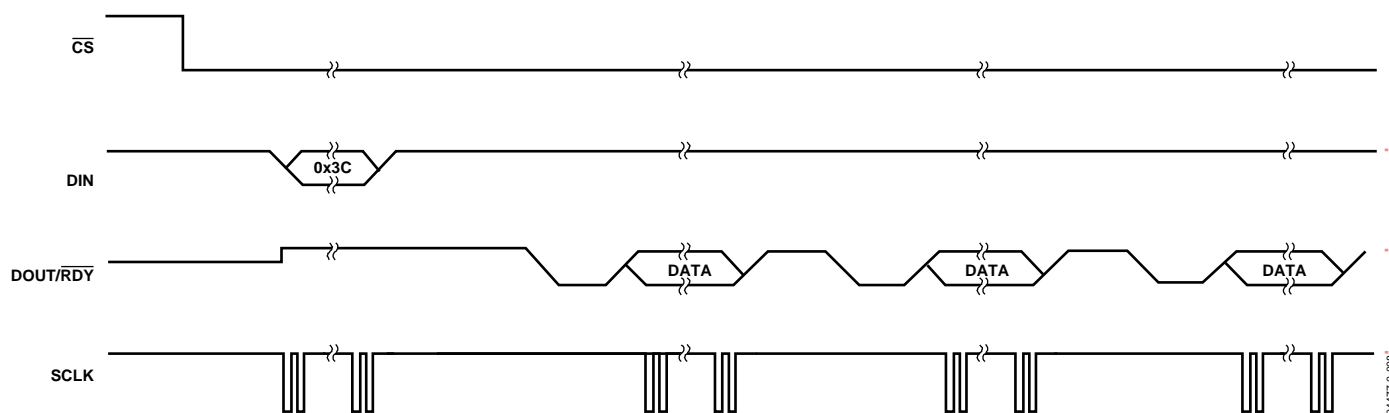 CS
DIN
0x3C
DOUT/RDY
DATA
DATA
DATA
SCLK